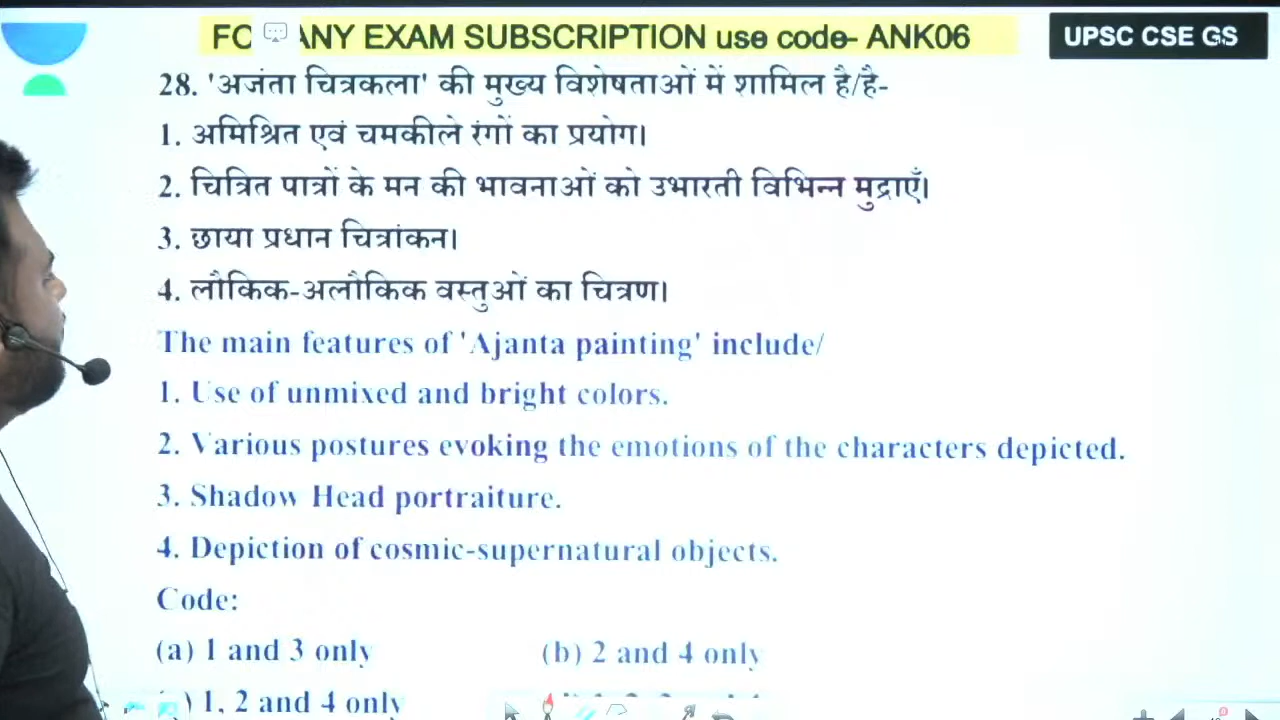 ANY EXAM SUBSCRIPTION use code- ANK06
UPSC CSE GS
28. 'अजंता चित्रकला' की मुख्य विशेषताओं में शामिल है/है-
1. अमिश्रित एवं चमकीले रंगों का प्रयोग।
2. चित्रित पात्रों के मन की भावनाओं को उभारती विभिन्न मुद्राएँ।
3. छाया प्रधान चित्रांकन।
4. लौकिक-अलौकिक वस्तुओं का चित्रण।
The main features of 'Ajanta painting' include/
1. Use of unmixed and bright colors.
2. Various postures evoking the emotions of the characters depicted.
3. Shadow Head portraiture.
4. Depiction of cosmic-supernatural objects.
Code:
(a) 1 and 3 only
(b) 2 and 4 only
) 1, 2 and 4 only